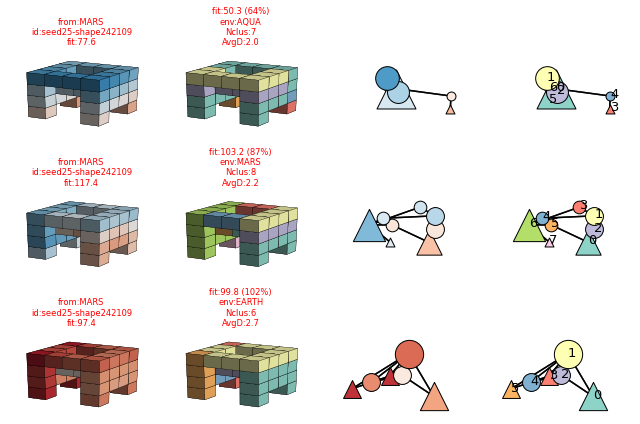 from:MARS
id:seed25-shape242109
fit:77.6
fit:50.3 (64%)
env:AQUA
Nclus:7
AvgD:2.0
1
6
2
5
4
3
from:MARS
id:seed25-shape242109
fit:117.4
fit:103.2 (87%)
env:MARS
Nclus:8
AvgD:2.2
3
4
1
6
5
2
7
0
from:MARS
id:seed25-shape242109
fit:97.4
fit:99.8 (102%)
env:EARTH
Nclus:6
AvgD:2.7
1
5
4
3
2
0